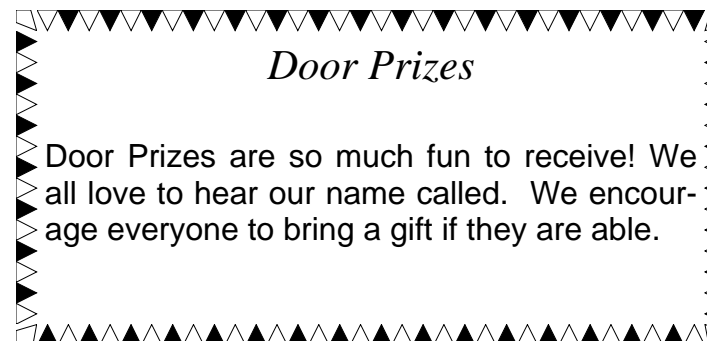 Door Prizes
Door Prizes are so much fun to receive! We
all love to hear our name called.  We encour-
age everyone to bring a gift if they are able.